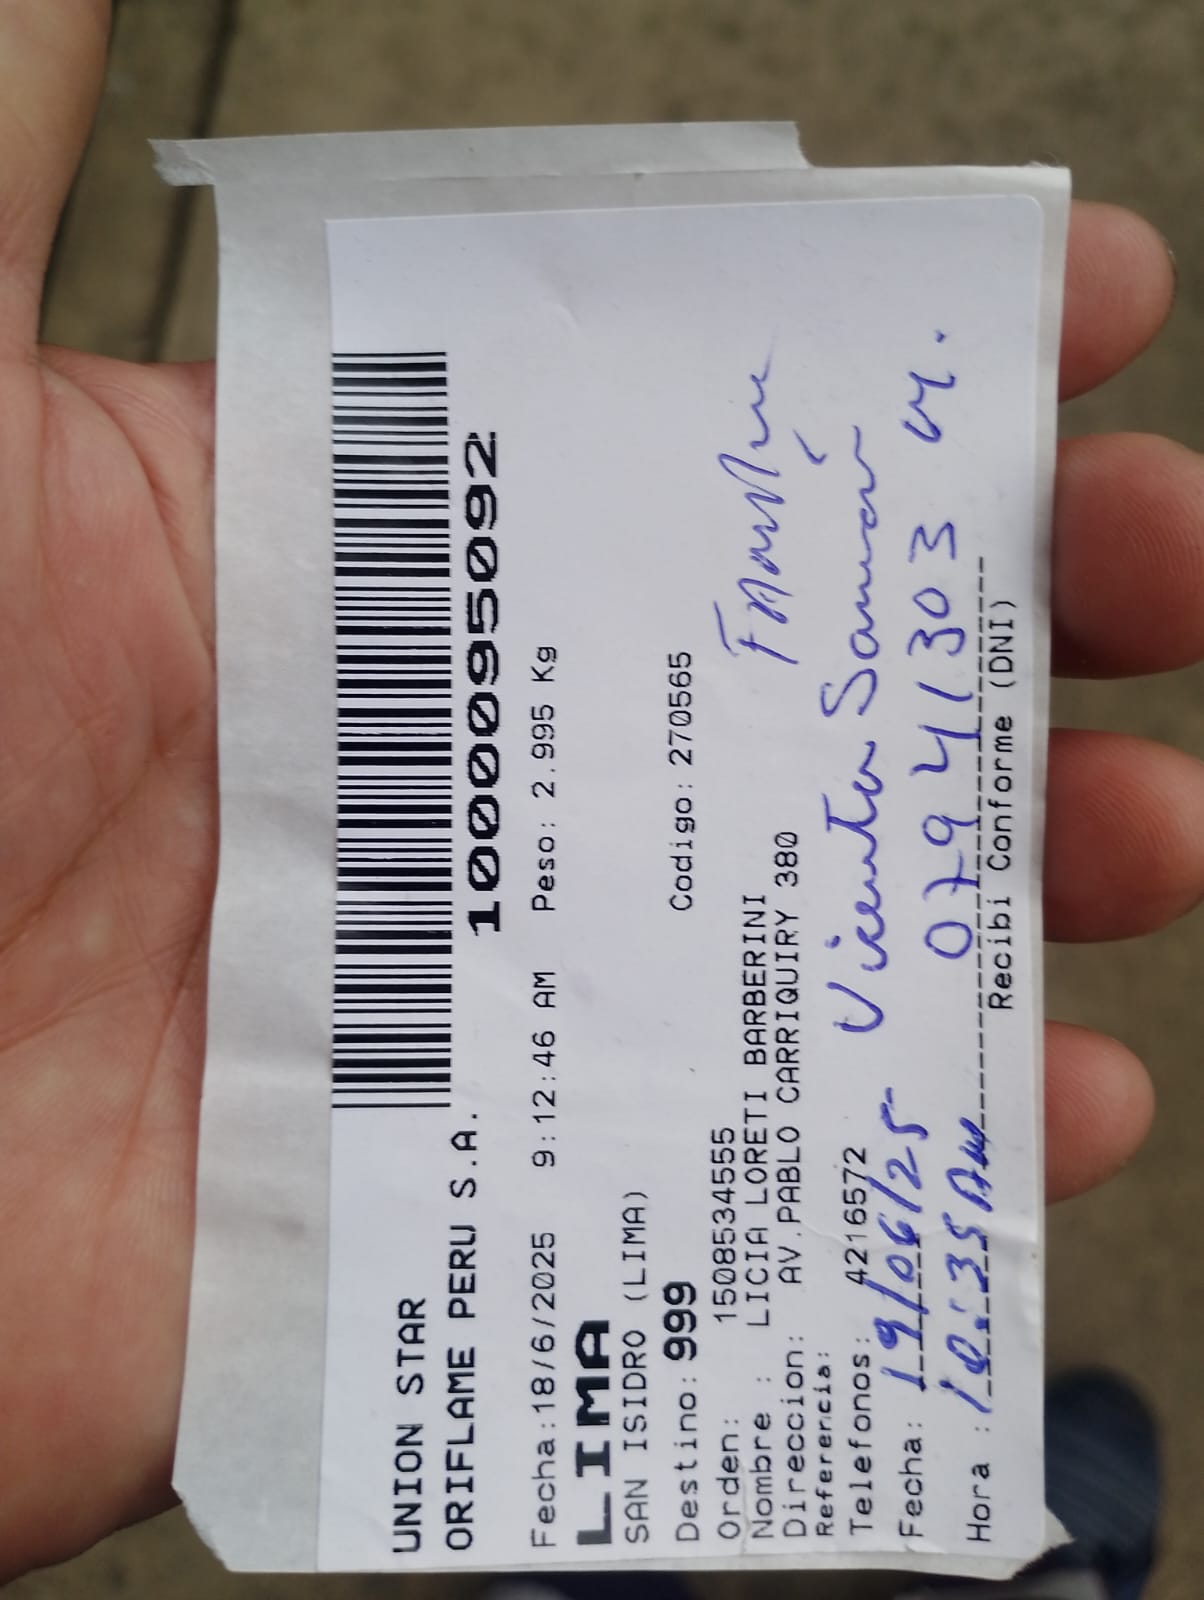 UNION STAR
ORIFLAME PERU S.A.
10000995092
Fecha:18/6/2025 9:12:46 AM Peso: 2.995 Kg
LIMA
SAN ISIDRO (LIMA)
Destino: 999 Codigo: 270565
Orden: 1508534555
Nombre : LICIA LORETI BARBERINI
Direccion: AV.PABLO CARRIQUIRY 380
Referencia:
Telefonos: 4216572
Fecha: 19/06/25 07941303
Hora : 10:35 Am
Recibi Conforme (DNI)